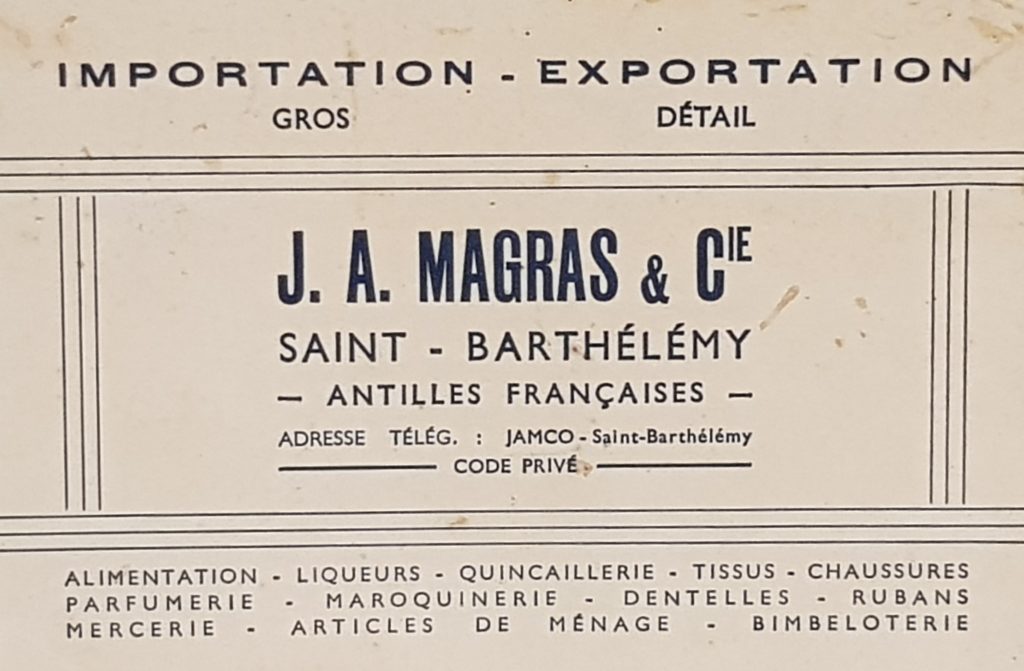 IMPORTATION - EXPORTATION
GROS DÉTAIL
J. A. MAGRAS & CIE
SAINT - BARTHÉLÉMY
— ANTILLES FRANÇAISES —
ADRESSE TÉLÉG. : JAMCO - Saint-Barthélémy
CODE PRIVÉ
ALIMENTATION - LIQUEURS - QUINCAILLERIE - TISSUS - CHAUSSURES
PARFUMERIE - MAROQUINERIE - DENTELLES - RUBANS
MERCERIE - ARTICLES DE MÉNAGE - BIMBELOTERIE